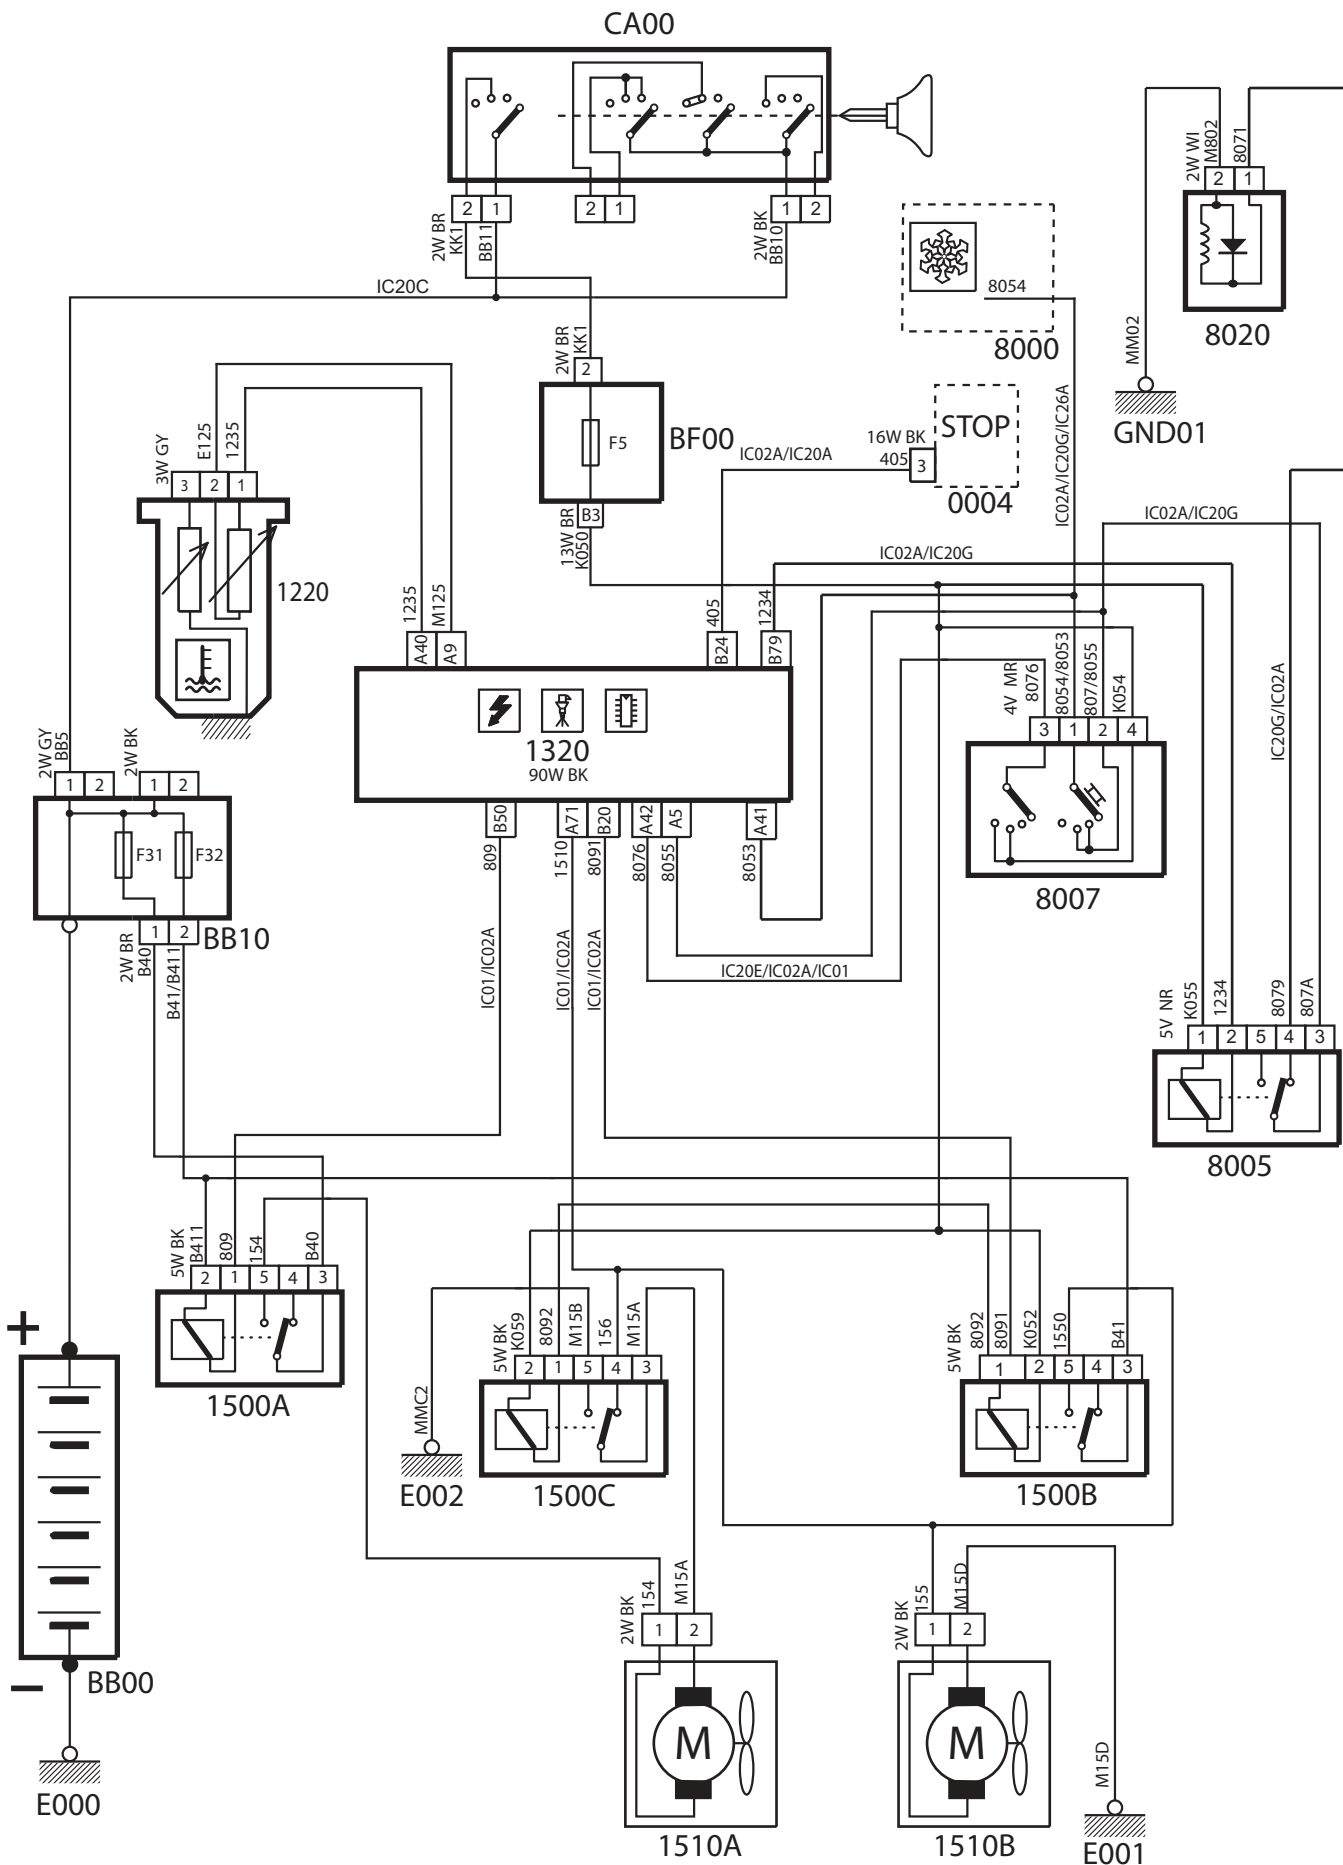 CA00
2 1
2 1
1 2
2W BR
KK1
BB11
2W BK
BB10
IC20C
8054
8000
2W WI
M802
8071
2 1
8020
MM02
GND01
2W BR
KK1
2
F5
BF00
B3
13W BR
K050
STOP
16W BK
405
3
0004
IC02A/IC20A
IC02A/IC20G/IC26A
IC02A/IC20G
IC02A/IC20G
IC20G/IC02A
3W GY
E125
1235
3 2 1
1220
1235
M125
A40
A9
405
B24
1234
B79
1320
90W BK
B50
A71
B20
A42
A5
A41
809
1510
8091
8076
8055
8053
IC01/IC02A
IC01/IC02A
IC01/IC02A
IC20E/IC02A/IC01
4V MR
8076
8054/8053
807/8055
K054
3 1 2 4
8007
2W GY
BB5
2W BK
1 2
1 2
F31
F32
1 2
BB10
2W BR
B40
B41/B411
5V NR
K055
1234
8079
807A
1 2 5 4 3
8005
5W BK
B411
809
154
B40
2 1 5 4 3
1500A
MMC2
E002
5W BK
K059
8092
M15B
156
M15A
2 1 5 4 3
1500C
5W BK
8092
8091
K052
1550
B41
1 2 5 4 3
1500B
+
–
BB00
E000
2W BK
154
M15A
1 2
M
1510A
2W BK
155
M15D
1 2
M
1510B
M15D
E001